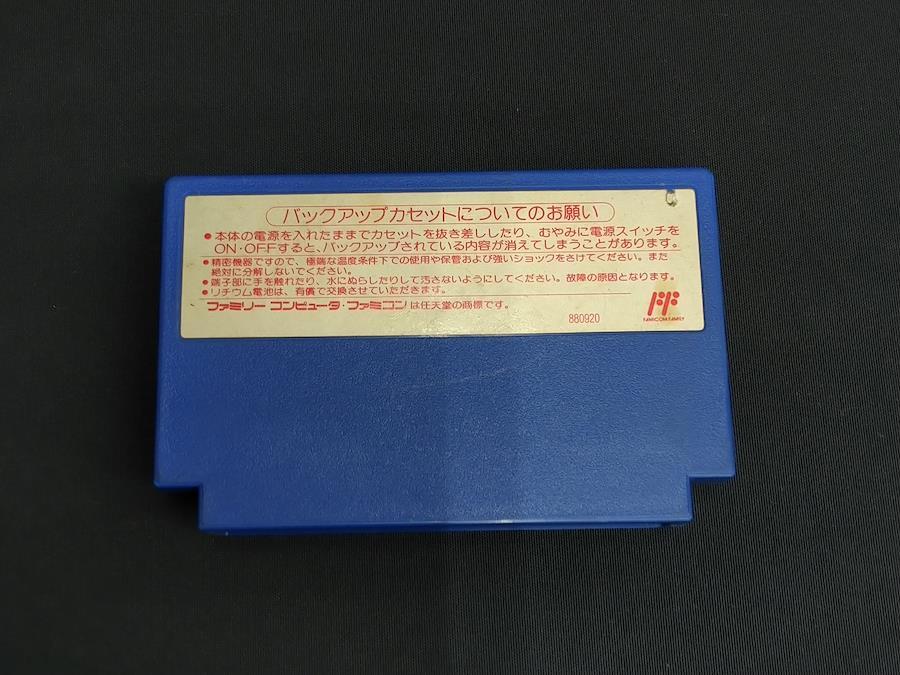 バックアップカセットについてのお願い
●本体の電源を入れたままでカセットを抜き差ししたり、むやみに電源スイッチを
ON・OFFすると、バックアップされている内容が消えてしまうことがあります。
●精密機器ですので、極端な温度条件下での使用や保管および強いショックをさけてください。また
絶対に分解しないでください。
●端子部に手を触れたり、水にぬらしたりして汚さないようにしてください。故障の原因となります。
●リチウム電池は、有償で交換させていただきます。
ファミリー コンピュータ・ファミコンは任天堂の商標です。
880920
FAMICOM FAMILY